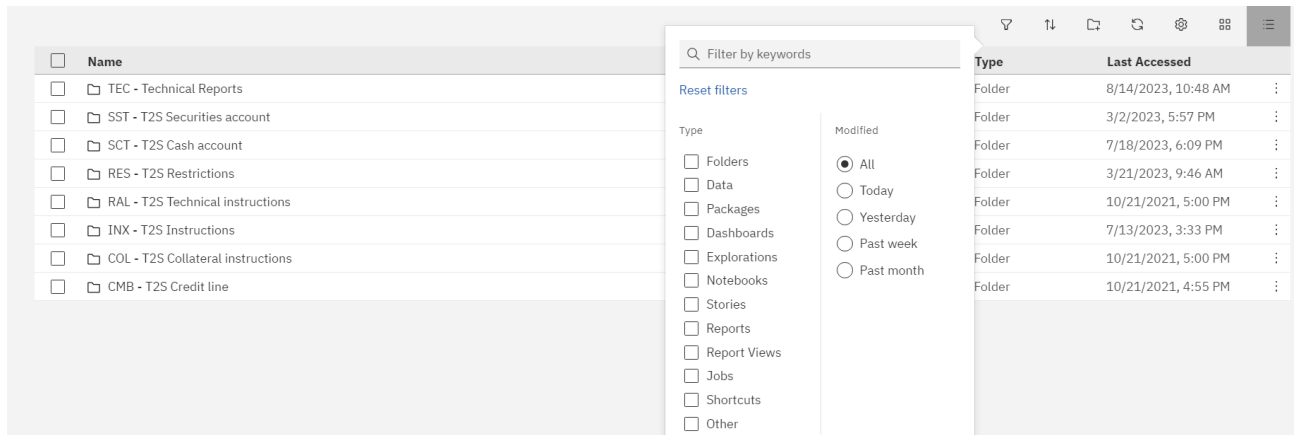 Filter by keywords
Reset filters
Type
Folders
Data
Packages
Dashboards
Explorations
Notebooks
Stories
Reports
Report Views
Jobs
Shortcuts
Other
Modified
All
Today
Yesterday
Past week
Past month
Name Type Last Accessed
TEC - Technical Reports Folder 8/14/2023, 10:48 AM
SST - T2S Securities account Folder 3/2/2023, 5:57 PM
SCT - T2S Cash account Folder 7/18/2023, 6:09 PM
RES - T2S Restrictions Folder 3/21/2023, 9:46 AM
RAL - T2S Technical instructions Folder 10/21/2021, 5:00 PM
INX - T2S Instructions Folder 7/13/2023, 3:33 PM
COL - T2S Collateral instructions Folder 10/21/2021, 5:00 PM
CMB - T2S Credit line Folder 10/21/2021, 4:55 PM